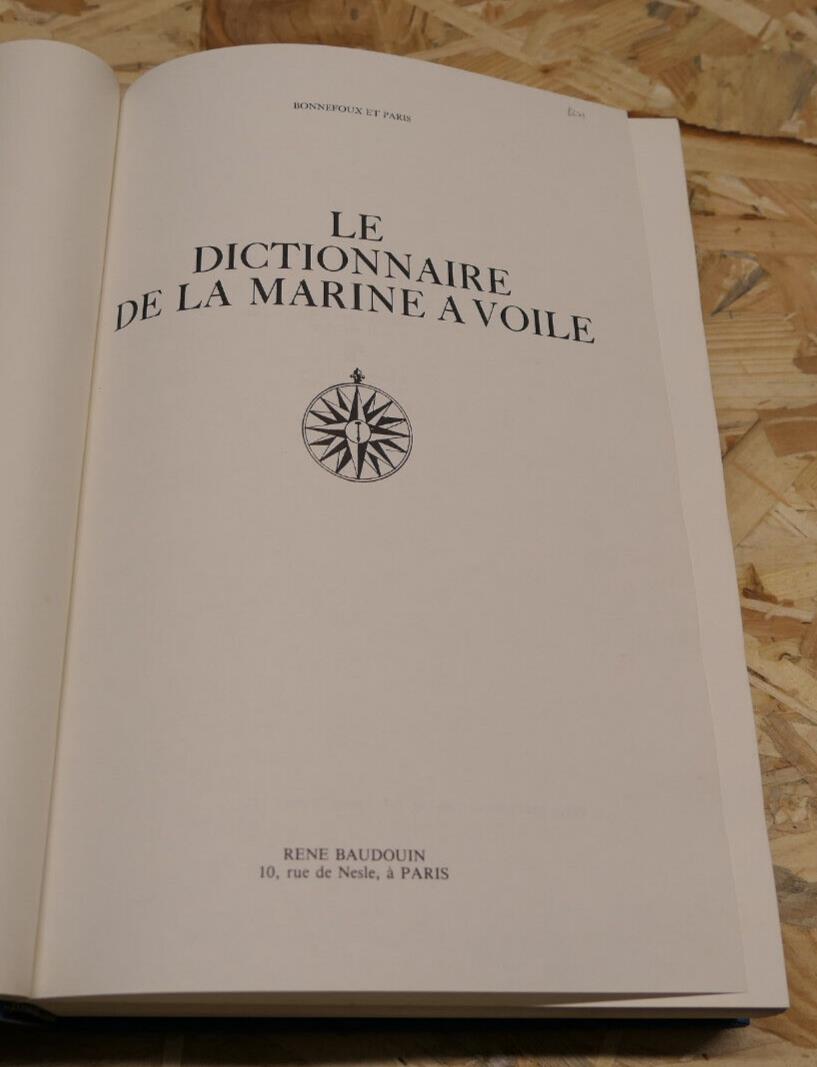 BONNEFOUX ET PARIS
LE
DICTIONNAIRE
DE LA MARINE A VOILE
RENE BAUDOUIN
10, rue de Nesle, à PARIS